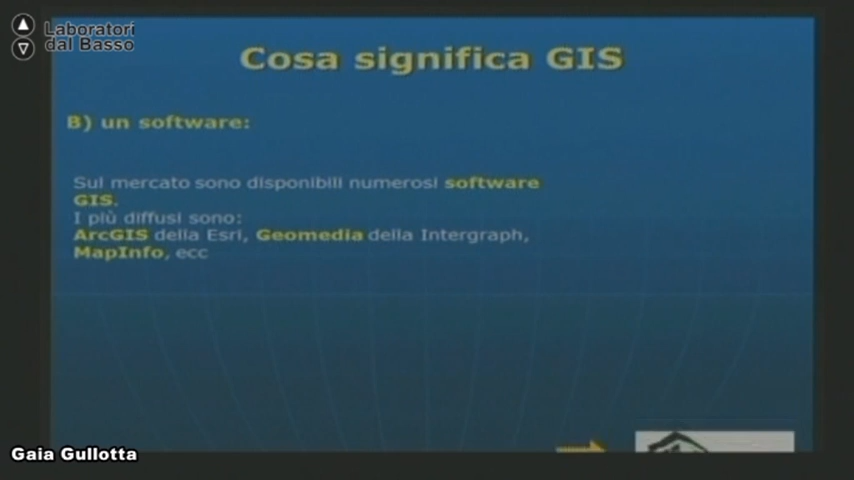 Laboratori
dal Basso
Cosa significa GIS
B) un software:
Sul mercato sono disponibili numerosi software
GIS.
I più diffusi sono:
ArcGIS della Esri, Geomedia della Intergraph,
MapInfo, ecc
Gaia Gullotta